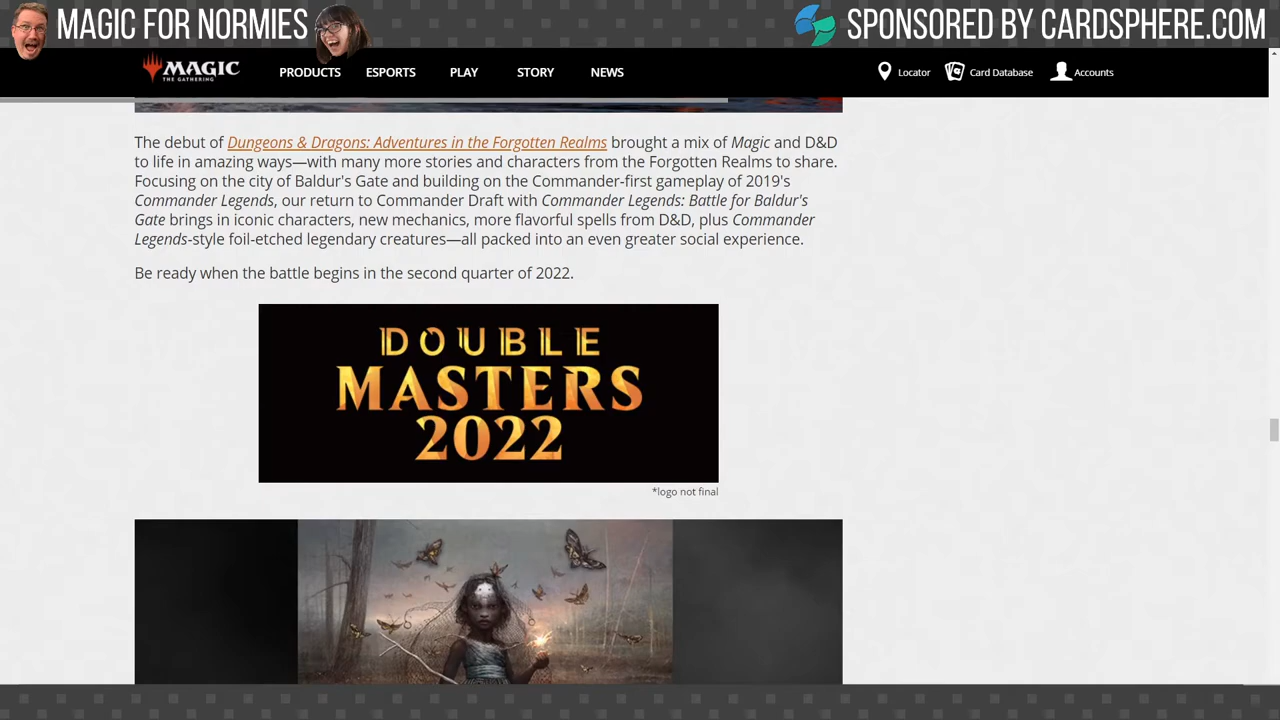 MAGIC FOR NORMIES
SPONSORED BY CARDSPHERE.COM
MAGIC
THE GATHERING
PRODUCTS ESPORTS PLAY STORY NEWS
Locator Card Database Accounts
The debut of Dungeons & Dragons: Adventures in the Forgotten Realms brought a mix of Magic and D&D
to life in amazing ways—with many more stories and characters from the Forgotten Realms to share.
Focusing on the city of Baldur's Gate and building on the Commander-first gameplay of 2019's
Commander Legends, our return to Commander Draft with Commander Legends: Battle for Baldur's
Gate brings in iconic characters, new mechanics, more flavorful spells from D&D, plus Commander
Legends-style foil-etched legendary creatures—all packed into an even greater social experience.
Be ready when the battle begins in the second quarter of 2022.
DOUBLE
MASTERS
2022
*logo not final